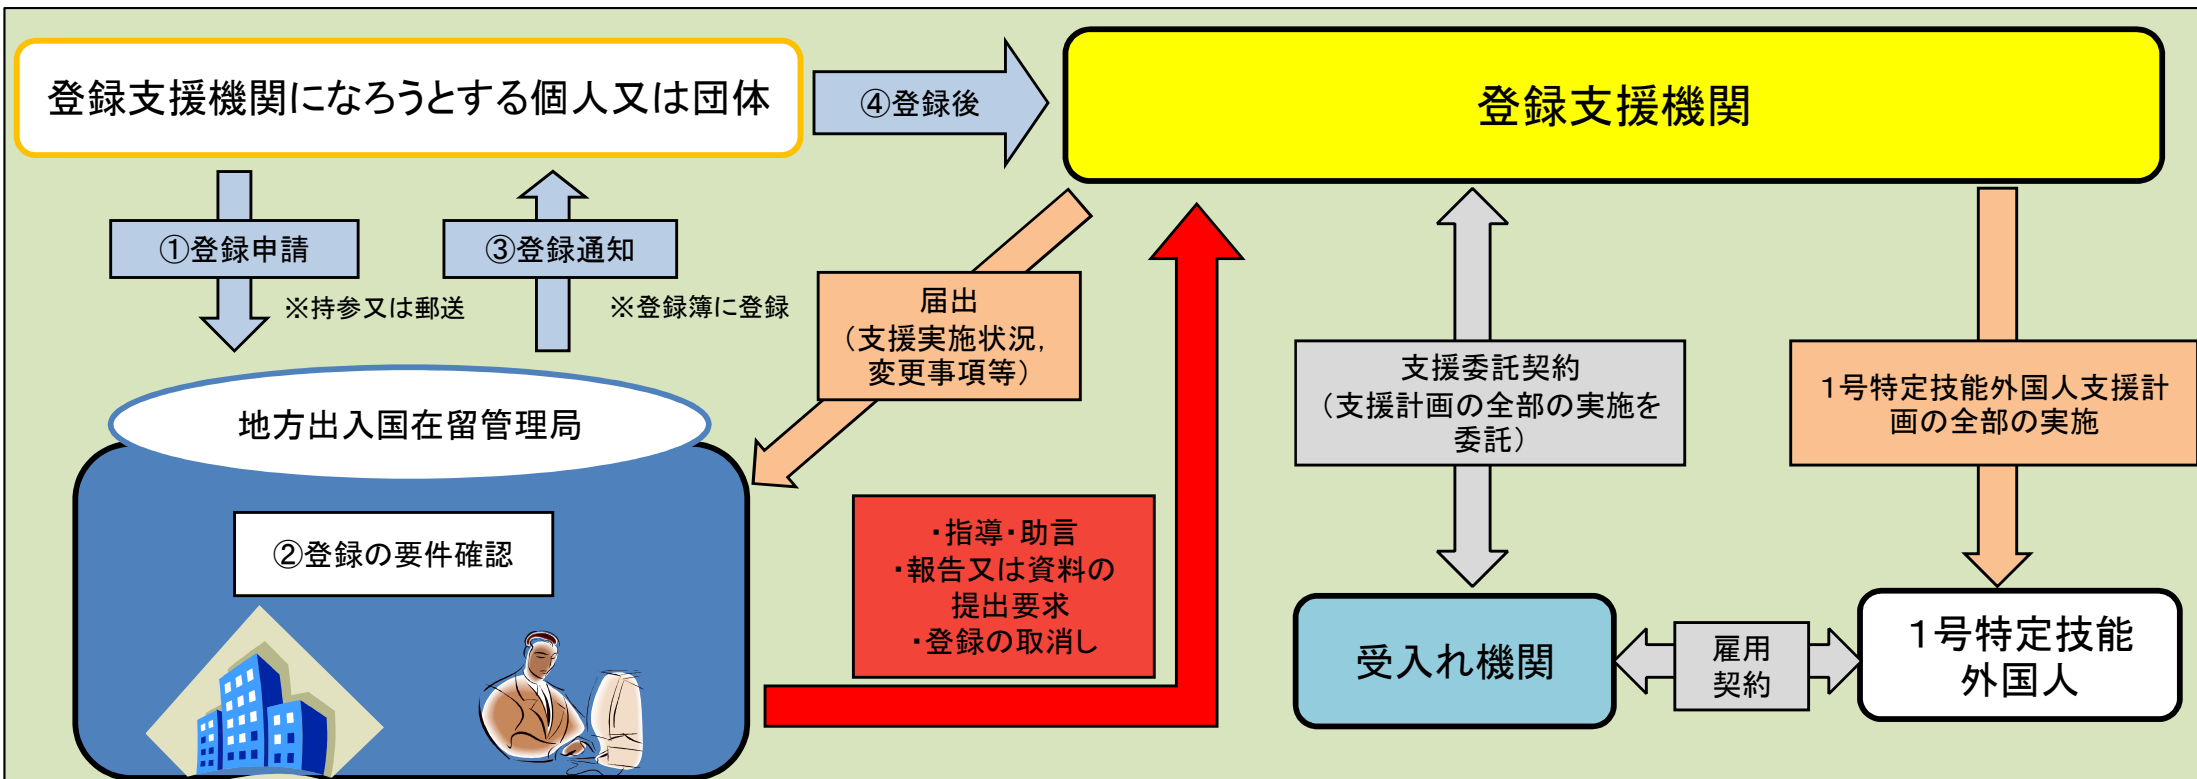 登録支援機関になろうとする個人又は団体
④登録後
登録支援機関
①登録申請
※持参又は郵送
③登録通知
※登録簿に登録
地方出入国在留管理局
②登録の要件確認
届出
（支援実施状況，
変更事項等）
・指導・助言
・報告又は資料の
提出要求
・登録の取消し
支援委託契約
（支援計画の全部の実施を
委託）
１号特定技能外国人支援計
画の全部の実施
受入れ機関
雇用
契約
１号特定技能
外国人